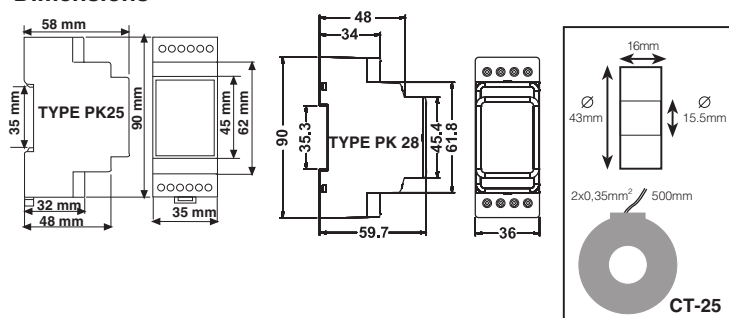 Dimensions
58 mm
35 mm
TYPE PK25
90 mm
45 mm
62 mm
32 mm
48 mm
35 mm
48
34
90
35.3
TYPE PK 28
45.4
61.8
59.7
36
16mm
Ø
43mm
Ø
15.5mm
2x0,35mm²
500mm
CT-25